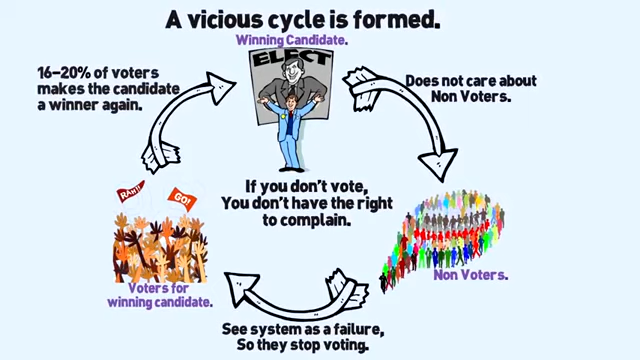 A vicious cycle is formed.
Winning Candidate.
ELECT
16-20% of voters
makes the candidate
a winner again.
Does not care about
Non Voters.
If you don't vote,
You don't have the right
to complain.
RAH!!
GO!
Voters for
winning candidate.
Non Voters.
See system as a failure,
So they stop voting.